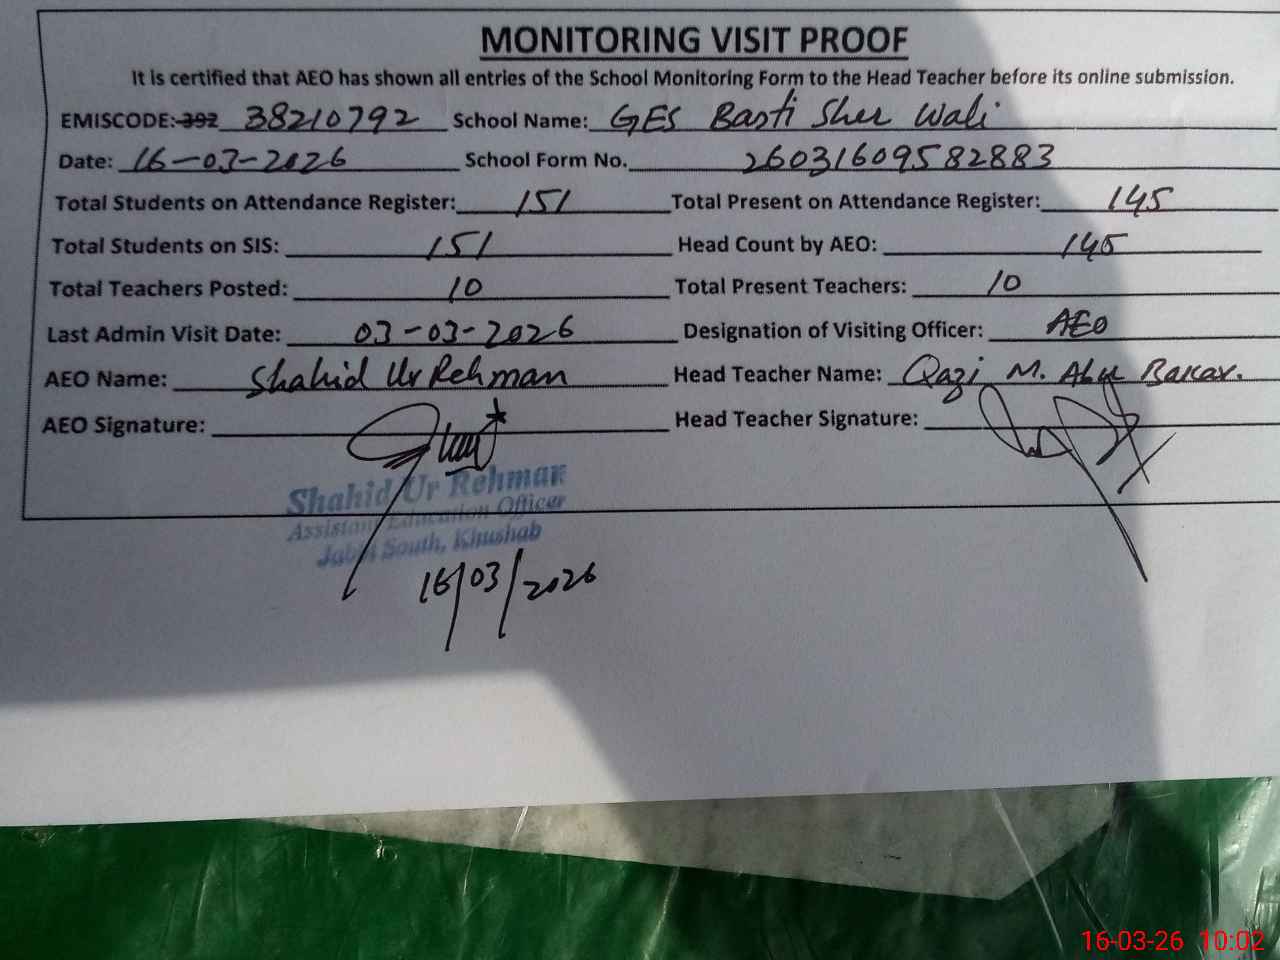 MONITORING VISIT PROOF
It is certified that AEO has shown all entries of the School Monitoring Form to the Head Teacher before its online submission.
EMISCODE: 392 38210792 School Name: GES Basti Sher Wali
Date: 16-03-2026 School Form No. 260316095 82883
Total Students on Attendance Register: 151 Total Present on Attendance Register: 145
Total Students on SIS: 151 Head Count by AEO: 145
Total Teachers Posted: 10 Total Present Teachers: 10
Last Admin Visit Date: 03-03-2026 Designation of Visiting Officer: AEO
AEO Name: Shahid Ur Rehman Head Teacher Name: Qazi M. Abu Bakar.
AEO Signature: Head Teacher Signature:
Shahid Ur Rehman
Assistant Education Officer
Jabbi South, Khushab
16/03/2026
16-03-26 10:02